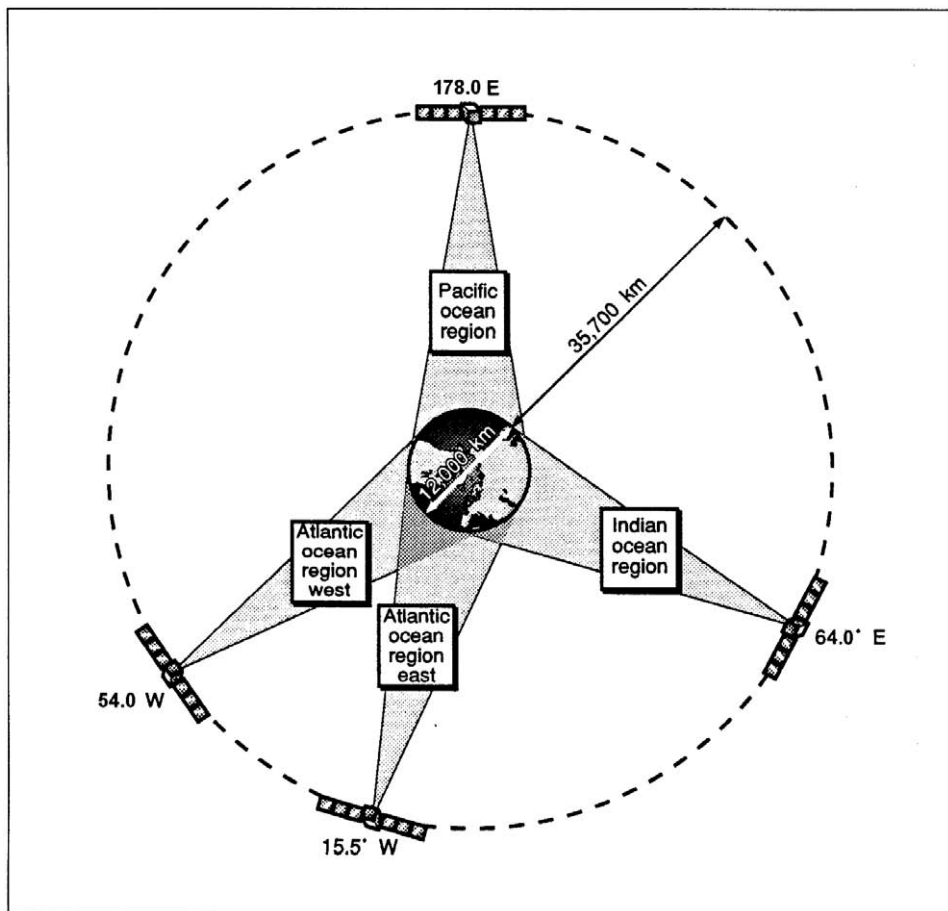 178.0 E
Pacific
ocean
region
35,700 km
12,000 km
Atlantic
ocean
region
west
Indian
ocean
region
Atlantic
ocean
region
east
64.0° E
54.0 W
15.5° W